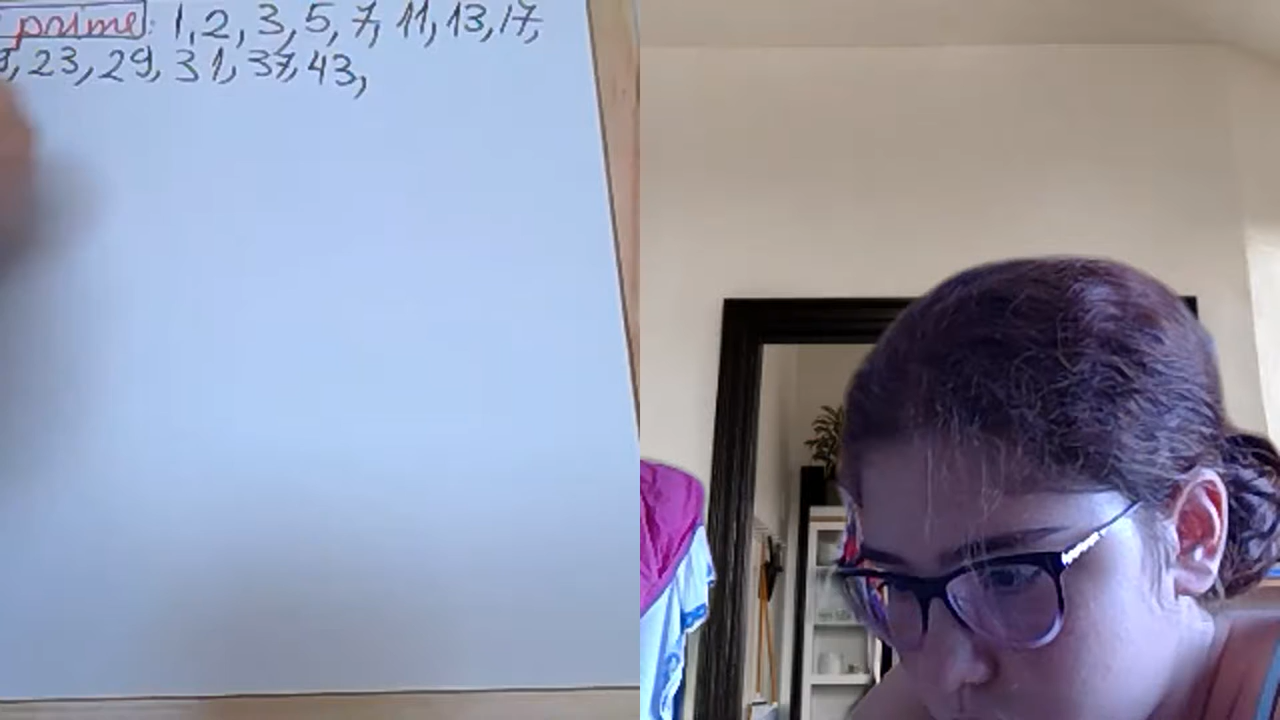 prime: 1, 2, 3, 5, 7, 11, 13, 17,
23, 29, 31, 37, 43,